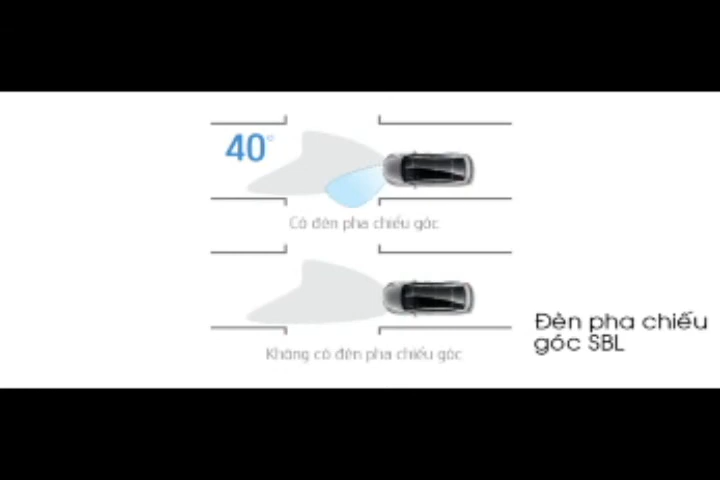 40°
Có đèn pha chiếu góc
Không có đèn pha chiếu góc
Đèn pha chiếu
góc SBL